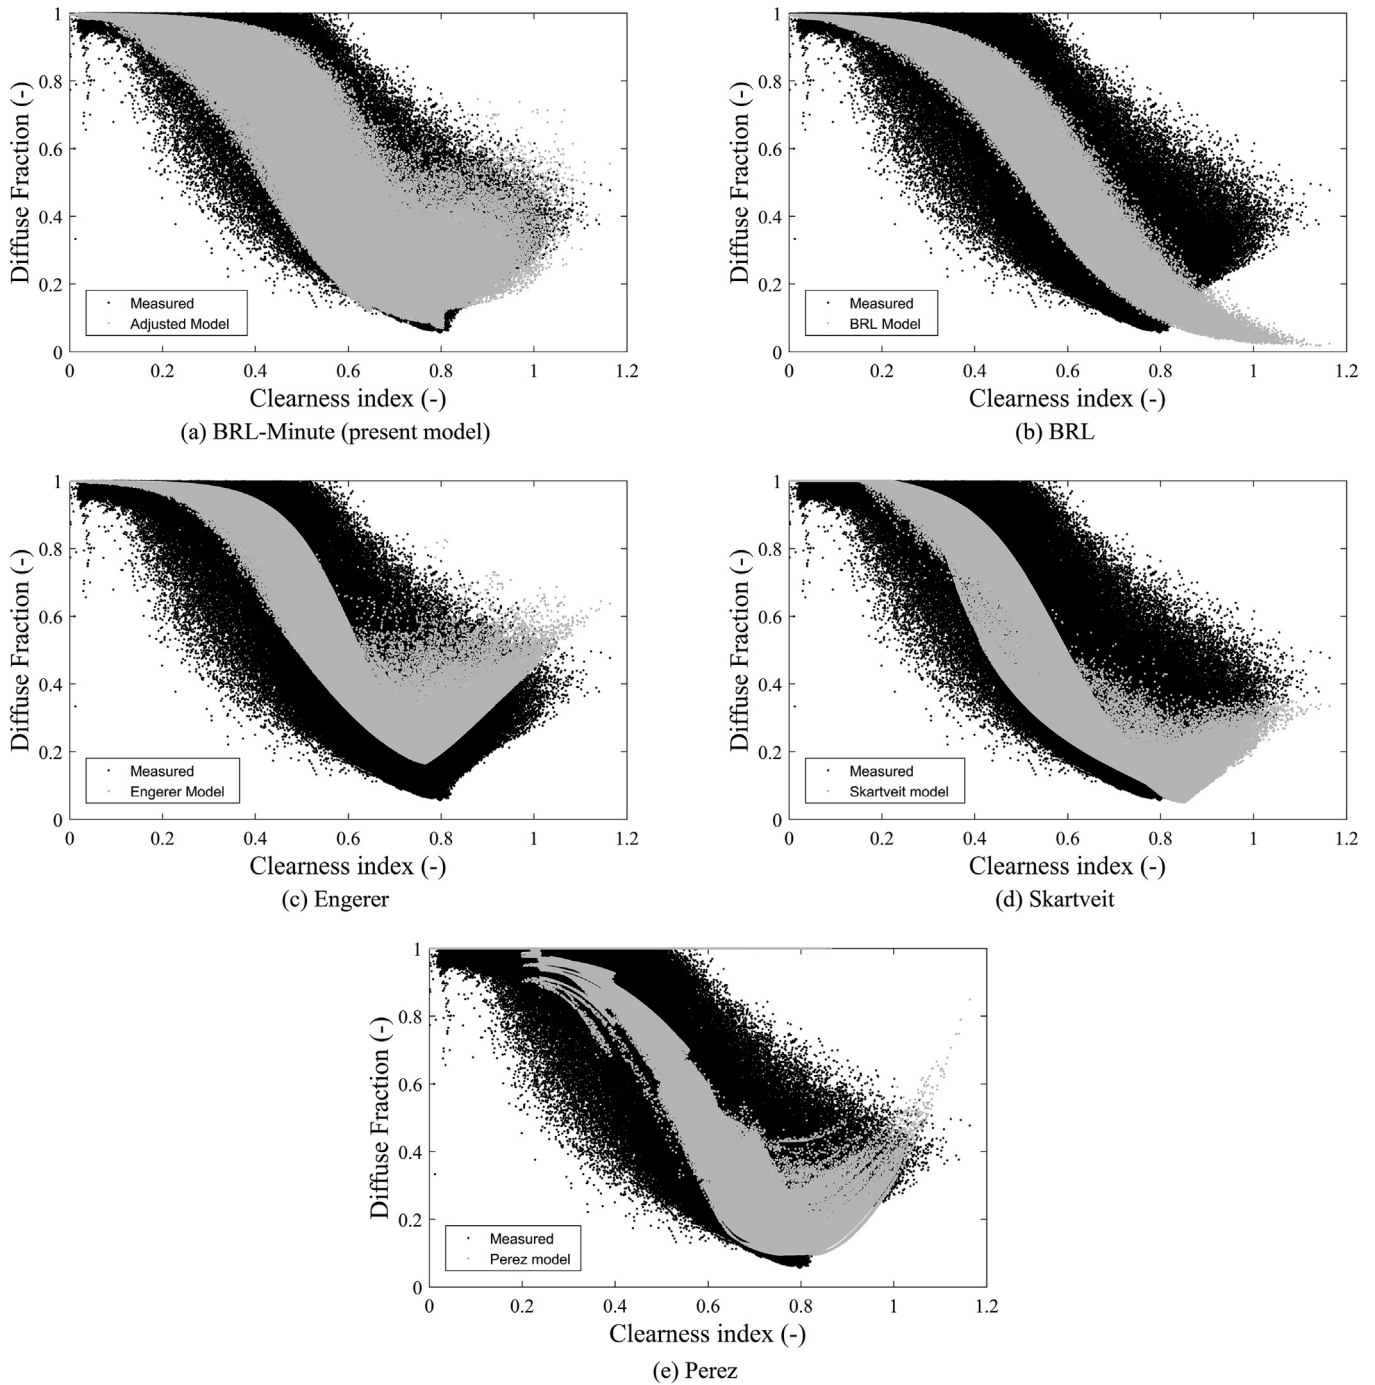 1
0.8
0.6
0.4
0.2
0
Diffuse Fraction (-)
Measured
Adjusted Model
0 0.2 0.4 0.6 0.8 1 1.2
Clearness index (-)
(a) BRL-Minute (present model)
1
0.8
0.6
0.4
0.2
0
Diffuse Fraction (-)
Measured
BRL Model
0 0.2 0.4 0.6 0.8 1 1.2
Clearness index (-)
(b) BRL
1
0.8
0.6
0.4
0.2
0
Diffuse Fraction (-)
Measured
Engerer Model
0 0.2 0.4 0.6 0.8 1 1.2
Clearness index (-)
(c) Engerer
1
0.8
0.6
0.4
0.2
0
Diffuse Fraction (-)
Measured
Skartveit model
0 0.2 0.4 0.6 0.8 1 1.2
Clearness index (-)
(d) Skartveit
1
0.8
0.6
0.4
0.2
0
Diffuse Fraction (-)
Measured
Perez model
0 0.2 0.4 0.6 0.8 1 1.2
Clearness index (-)
(e) Perez